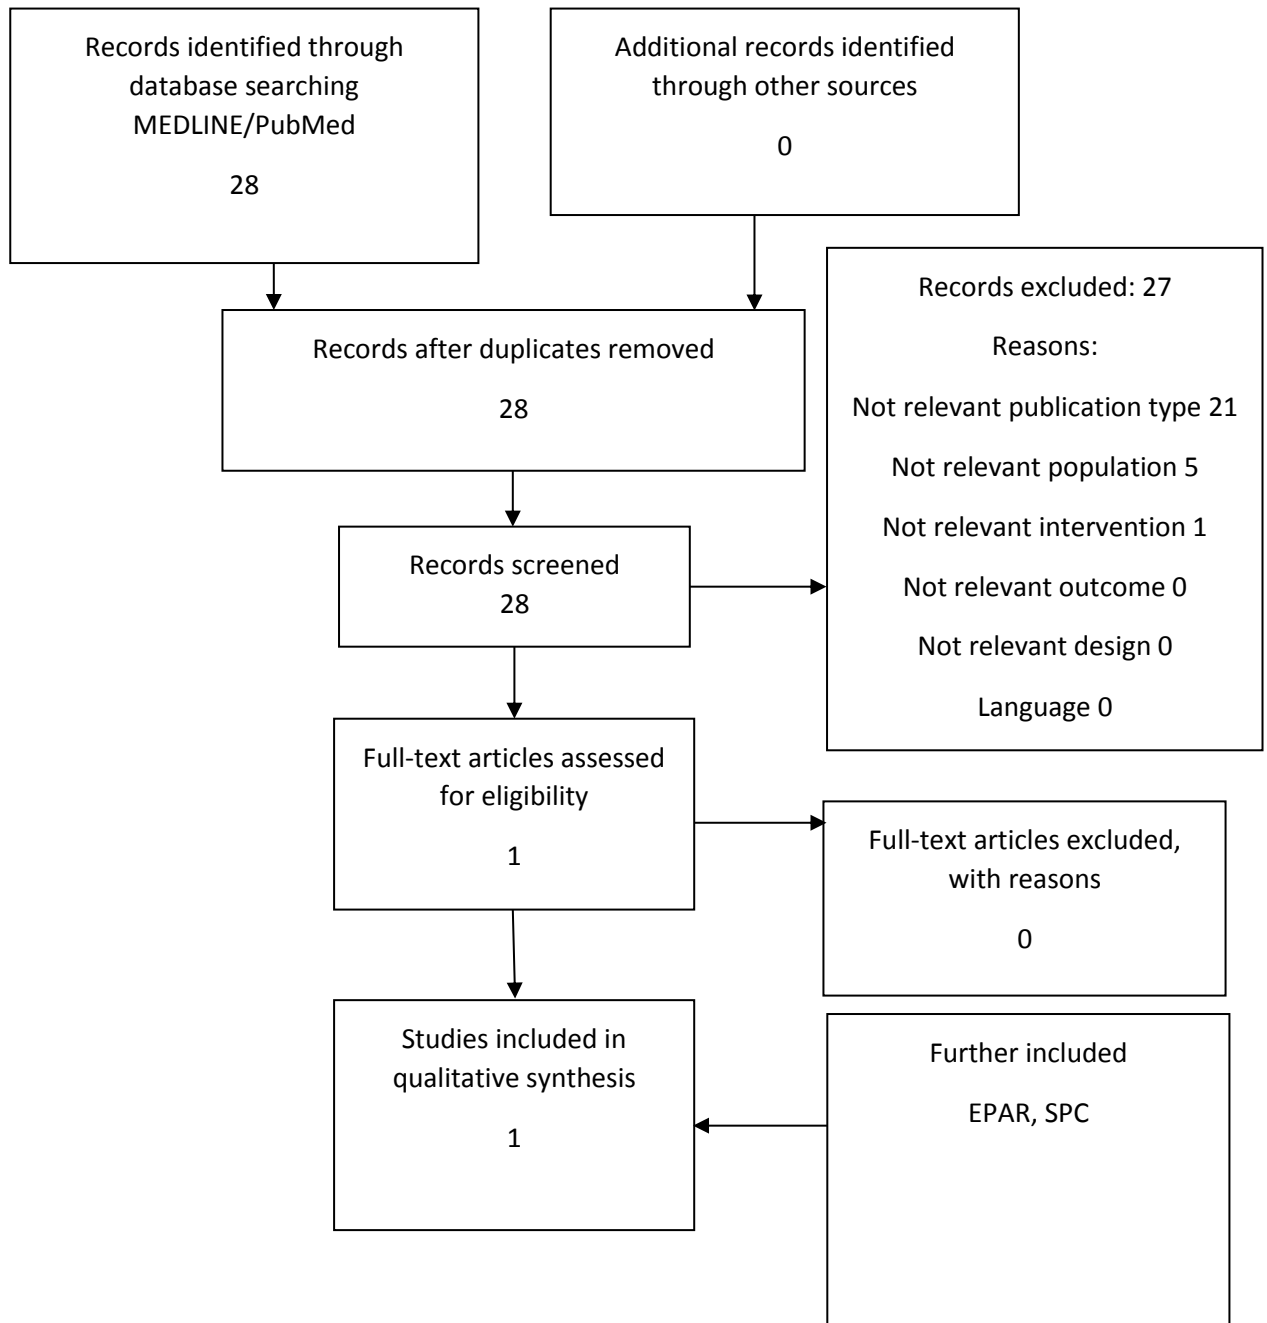 Records identified through
database searching
MEDLINE/PubMed
28
Additional records identified
through other sources
0
Records after duplicates removed
28
Records excluded: 27
Reasons:
Not relevant publication type 21
Not relevant population 5
Not relevant intervention 1
Not relevant outcome 0
Not relevant design 0
Language 0
Records screened
28
Full-text articles assessed
for eligibility
1
Full-text articles excluded,
with reasons
0
Studies included in
qualitative synthesis
1
Further included
EPAR, SPC